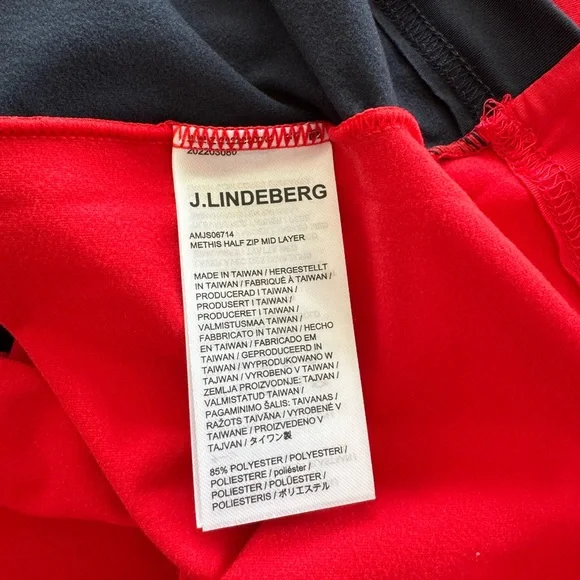 202203080
J.LINDEBERG
AMJS06714
METHIS HALF ZIP MID LAYER
MADE IN TAIWAN / HERGESTELLT
IN TAIWAN / FABRIQUÉ À TAIWAN /
PRODUCERAD I TAIWAN /
PRODUSERT I TAIWAN /
PRODUCERET I TAIWAN /
VALMISTUSMAA TAIWAN /
FABBRICATO IN TAIWAN / HECHO
EN TAIWAN / FABRICADO EM
TAIWAN / GEPRODUCEERD IN
TAIWAN / WYPRODUKOWANO W
TAJWAN / VYROBENO V TAIWAN /
ZEMLJA PROIZVODNJE: TAJVAN /
VALMISTATUD TAIWAN /
PAGAMINIMO ŠALIS: TAIVANAS /
RAŽOTS TAIVĀNA / VYROBENÉ V
TAIWANE / PROIZVEDENO V
TAJVAN / タイワン製
85% POLYESTER / POLYESTERI /
POLIESTERE / poliéster /
POLIESTER / POLÜESTER /
POLIESTERIS / ポリエステル